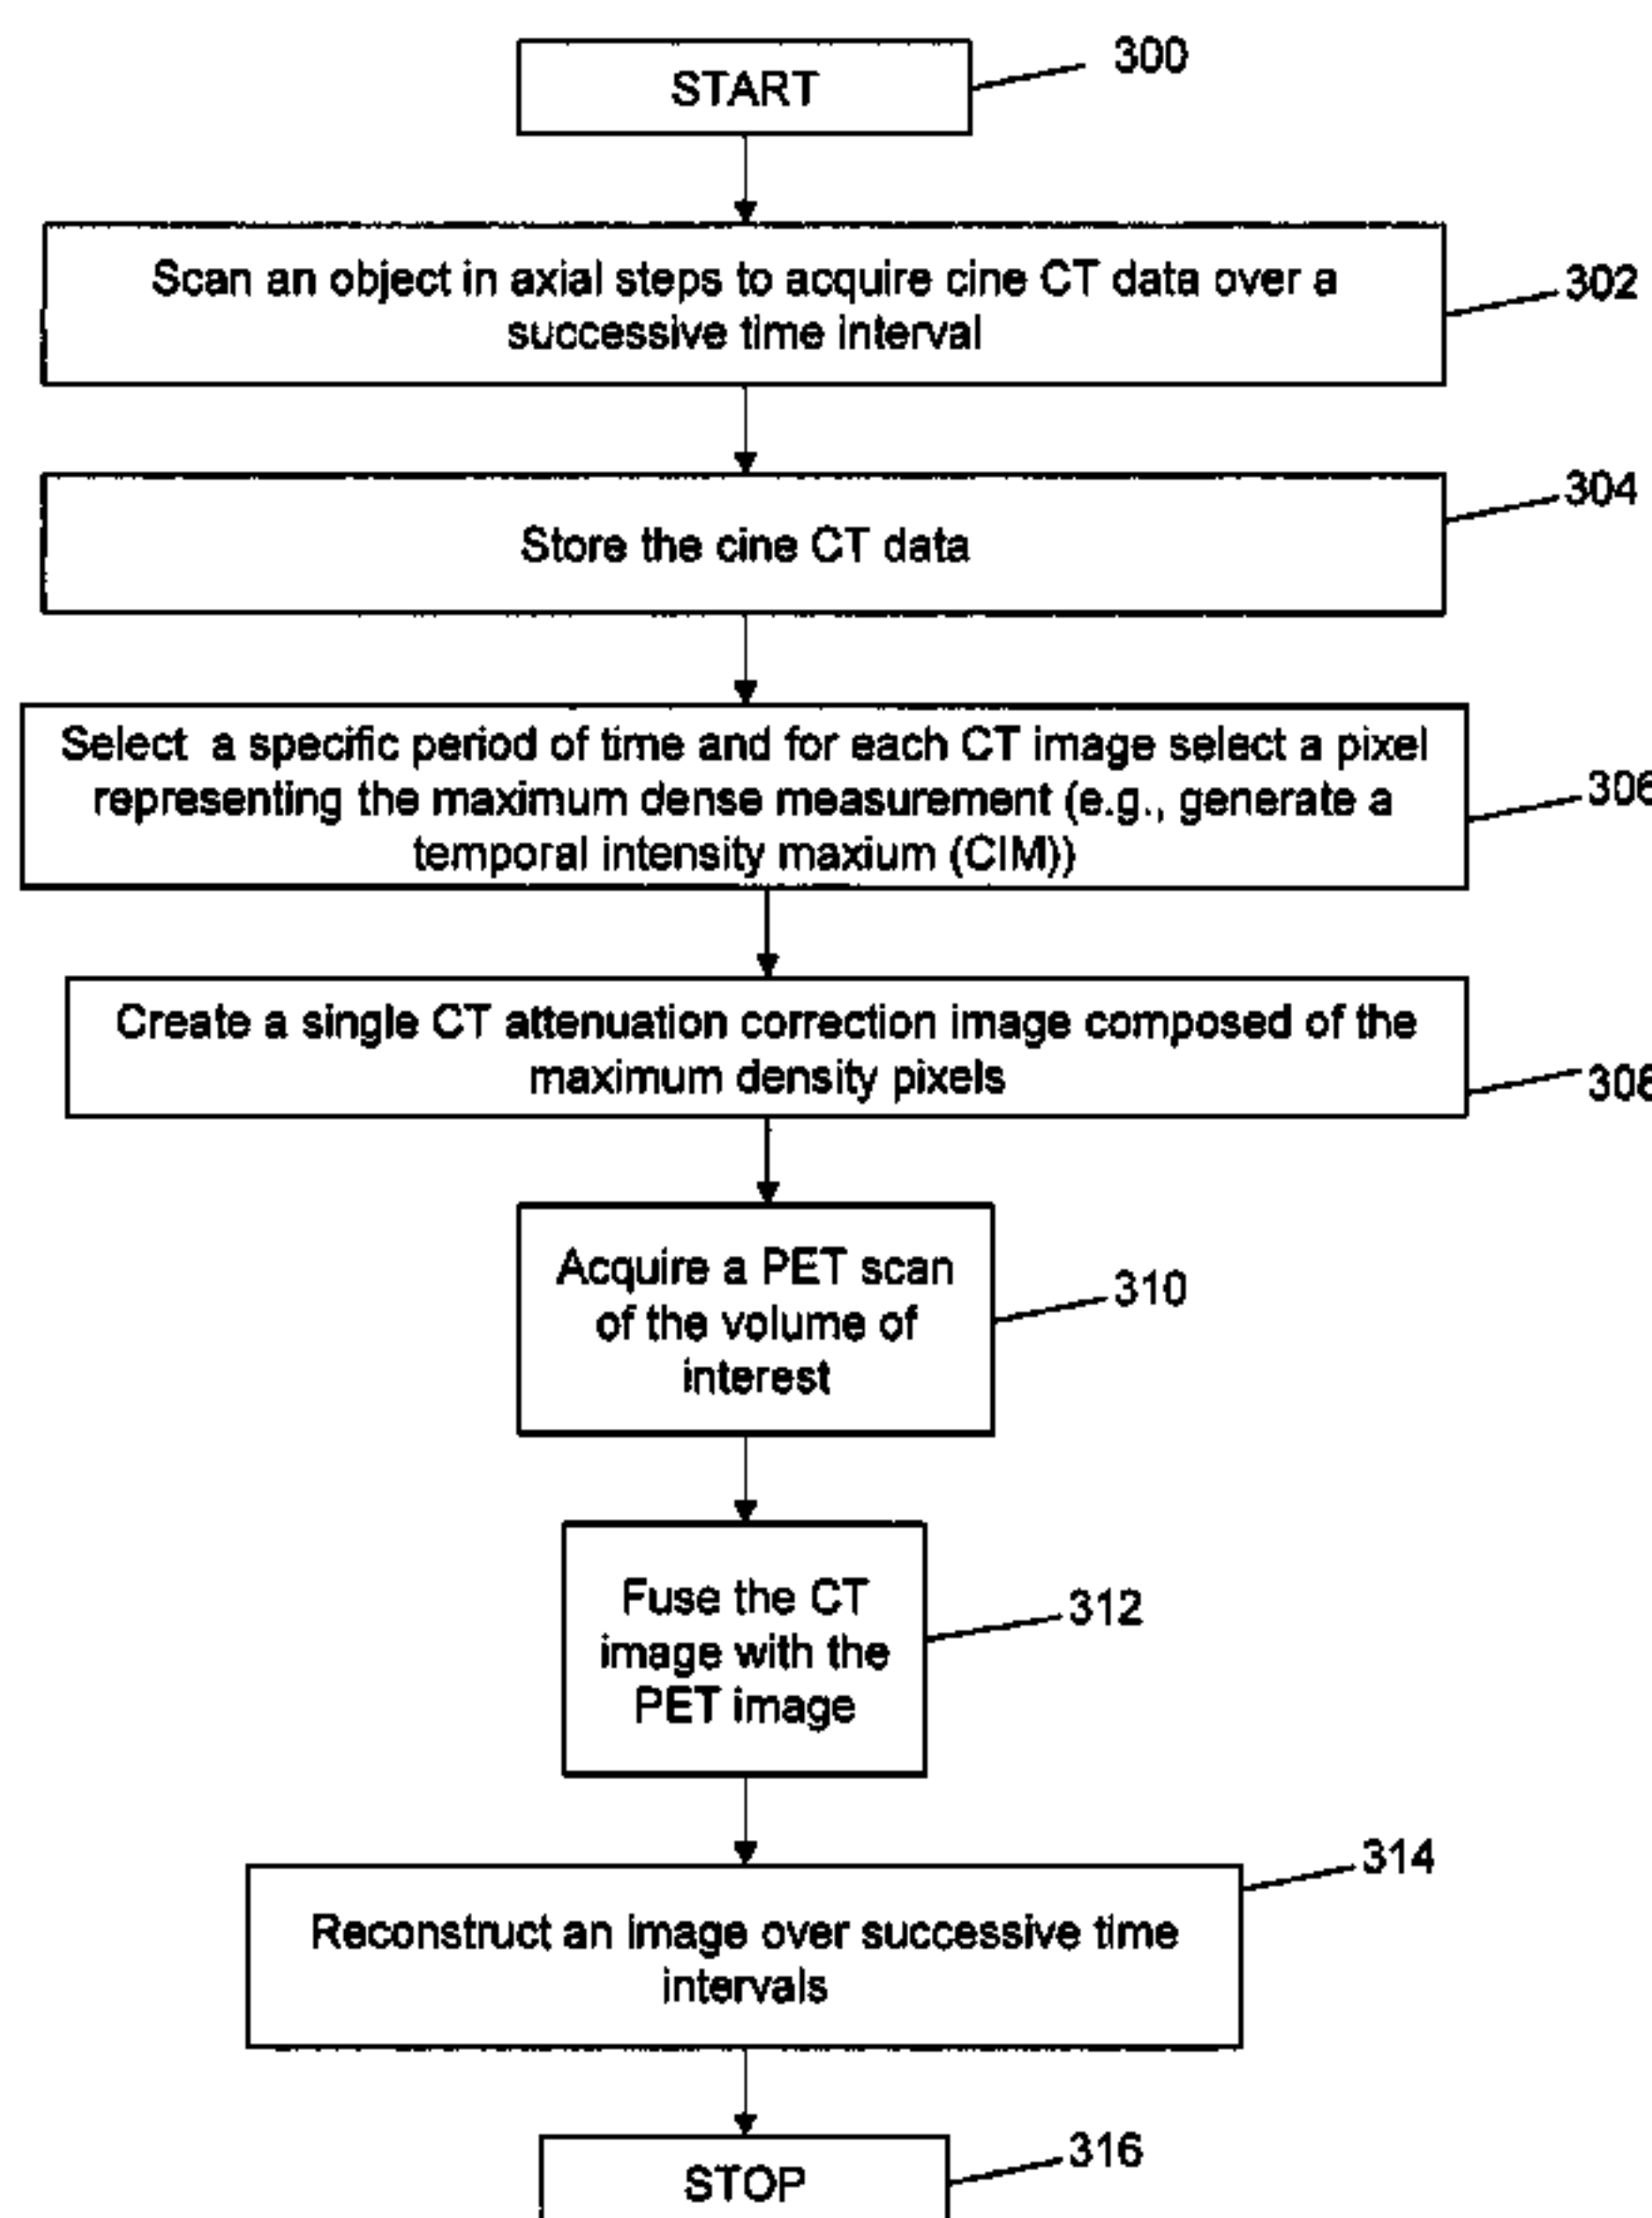 START
300
Scan an object in axial steps to acquire cine CT data over a
successive time interval
302
Store the cine CT data
304
Select a specific period of time and for each CT image select a pixel
representing the maximum dense measurement (e.g., generate a
temporal intensity maxium (CIM))
306
Create a single CT attenuation correction image composed of the
maximum density pixels
308
Acquire a PET scan
of the volume of
interest
310
Fuse the CT
image with the
PET image
312
Reconstruct an image over successive time
intervals
314
STOP
316